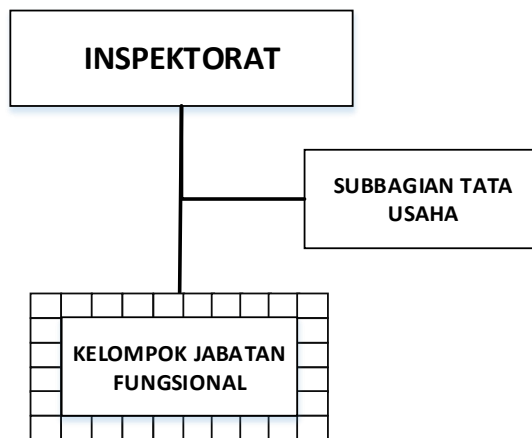 INSPEKTORAT
SUBBAGIAN TATA
USAHA
KELOMPOK JABATAN
FUNGSIONAL